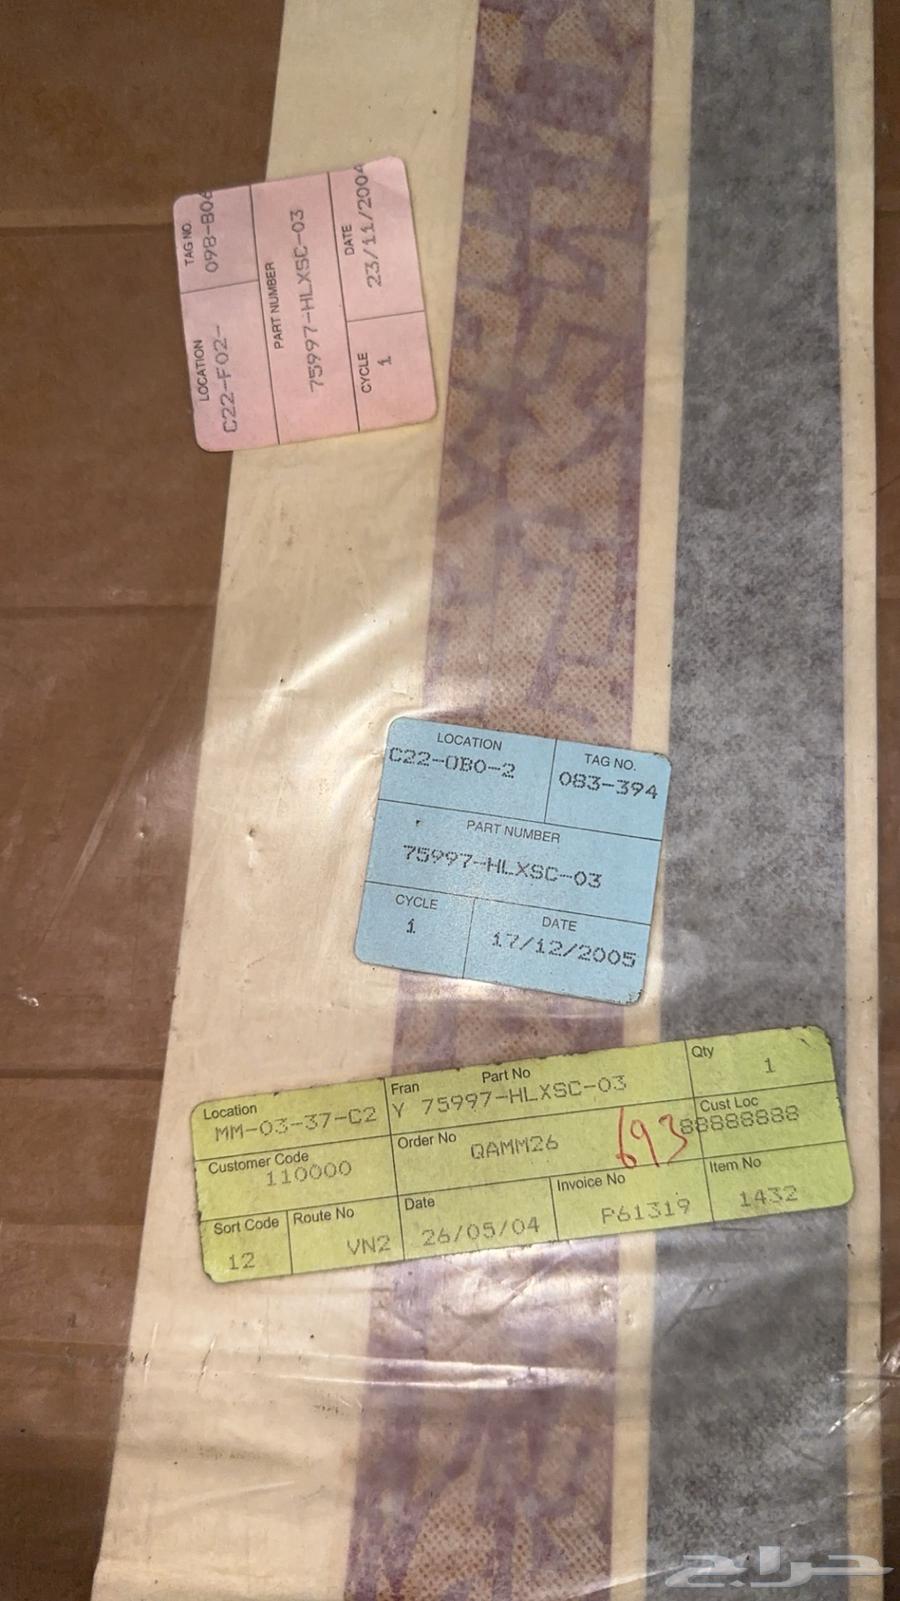 TAG NO.
098-B06
LOCATION
C22-F02-
PART NUMBER
75997-HLXSC-03
DATE
23/11/2004
CYCLE
1
LOCATION
C22-0B0-2
TAG NO.
083-394
PART NUMBER
75997-HLXSC-03
CYCLE
1
DATE
17/12/2005
Location
MM-03-37-C2
Fran
Y
Part No
75997-HLXSC-03
Qty
1
Customer Code
110000
Order No
QAMM26
693
Cust Loc
88888888
Sort Code
12
Route No
VN2
Date
26/05/04
Invoice No
P61319
Item No
1432
حراج